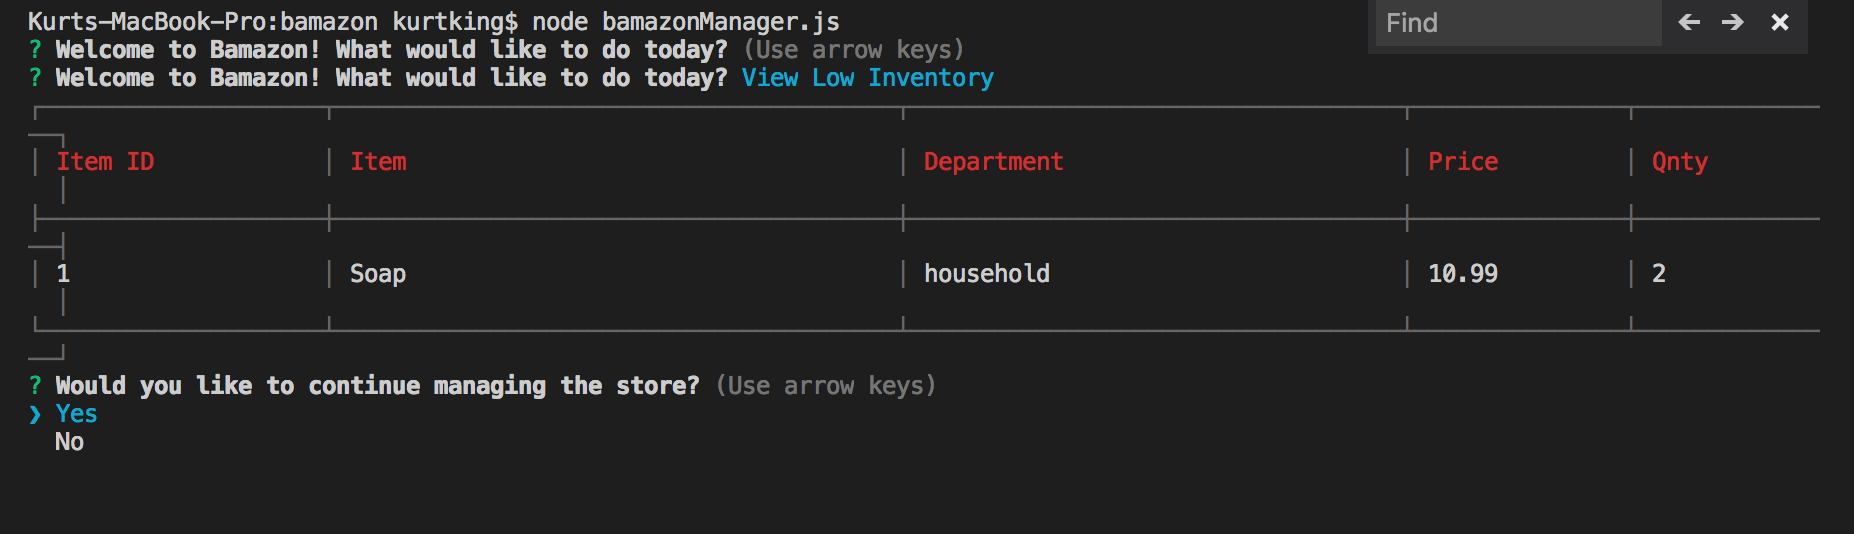 Kurts-MacBook-Pro:bamazon kurtking$ node bamazonManager.js
Find
? Welcome to Bamazon! What would like to do today? (Use arrow keys)
? Welcome to Bamazon! What would like to do today? View Low Inventory
Item ID Item Department Price Qnty
1 Soap household 10.99 2
? Would you like to continue managing the store? (Use arrow keys)
❯ Yes
No